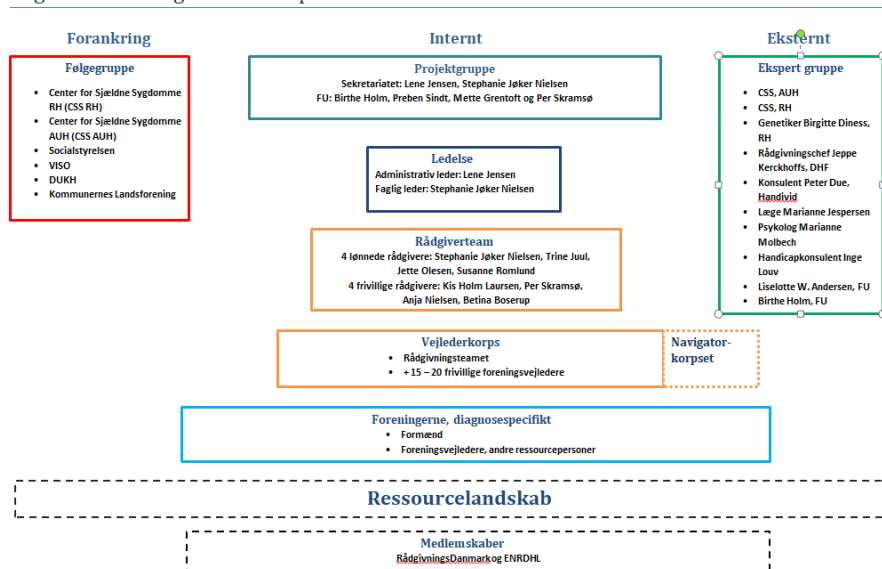 Forankring
Internt
Eksternt
Følgegruppe
Center for Sjældne Sygdomme
RH (CSS RH)
Center for Sjældne Sygdomme
AUH (CSS AUH)
Socialstyrelsen
VISO
DUKH
Kommunernes Landsforening
Projektgruppe
Sekretariatet: Lene Jensen, Stephanie Jøker Nielsen
FU: Birthe Holm, Preben Sindt, Mette Grentoft og Per Skramsø
Ledelse
Administrativ leder: Lene Jensen
Faglig leder: Stephanie Jøker Nielsen
Rådgiverteam
4 lønnede rådgivere: Stephanie Jøker Nielsen, Trine Juul,
Jette Olesen, Susanne Romlund
4 frivillige rådgivere: Kis Holm Laursen, Per Skramsø,
Anja Nielsen, Betina Boserup
Vejlederkorps
Rådgivningsteamet
+ 15 – 20 frivillige foreningsvejledere
Navigator-
korpset
Ekspert gruppe
CSS, AUH
CSS, RH
Genetiker Birgitte Diness,
RH
Rådgivningschef Jeppe
Kerckhoffs, DHF
Konsulent Peter Due,
Handivid
Læge Marianne Jespersen
Psykolog Marianne
Molbech
Handicapkonsulent Inge
Louv
Liselotte W. Andersen, FU
Birthe Holm, FU
Foreningerne, diagnosespecifikt
Formænd
Foreningsvejledere, andre ressourcepersoner
Ressourcelandskab
Medlemskaber
RådgivningsDanmark og ENRDHL